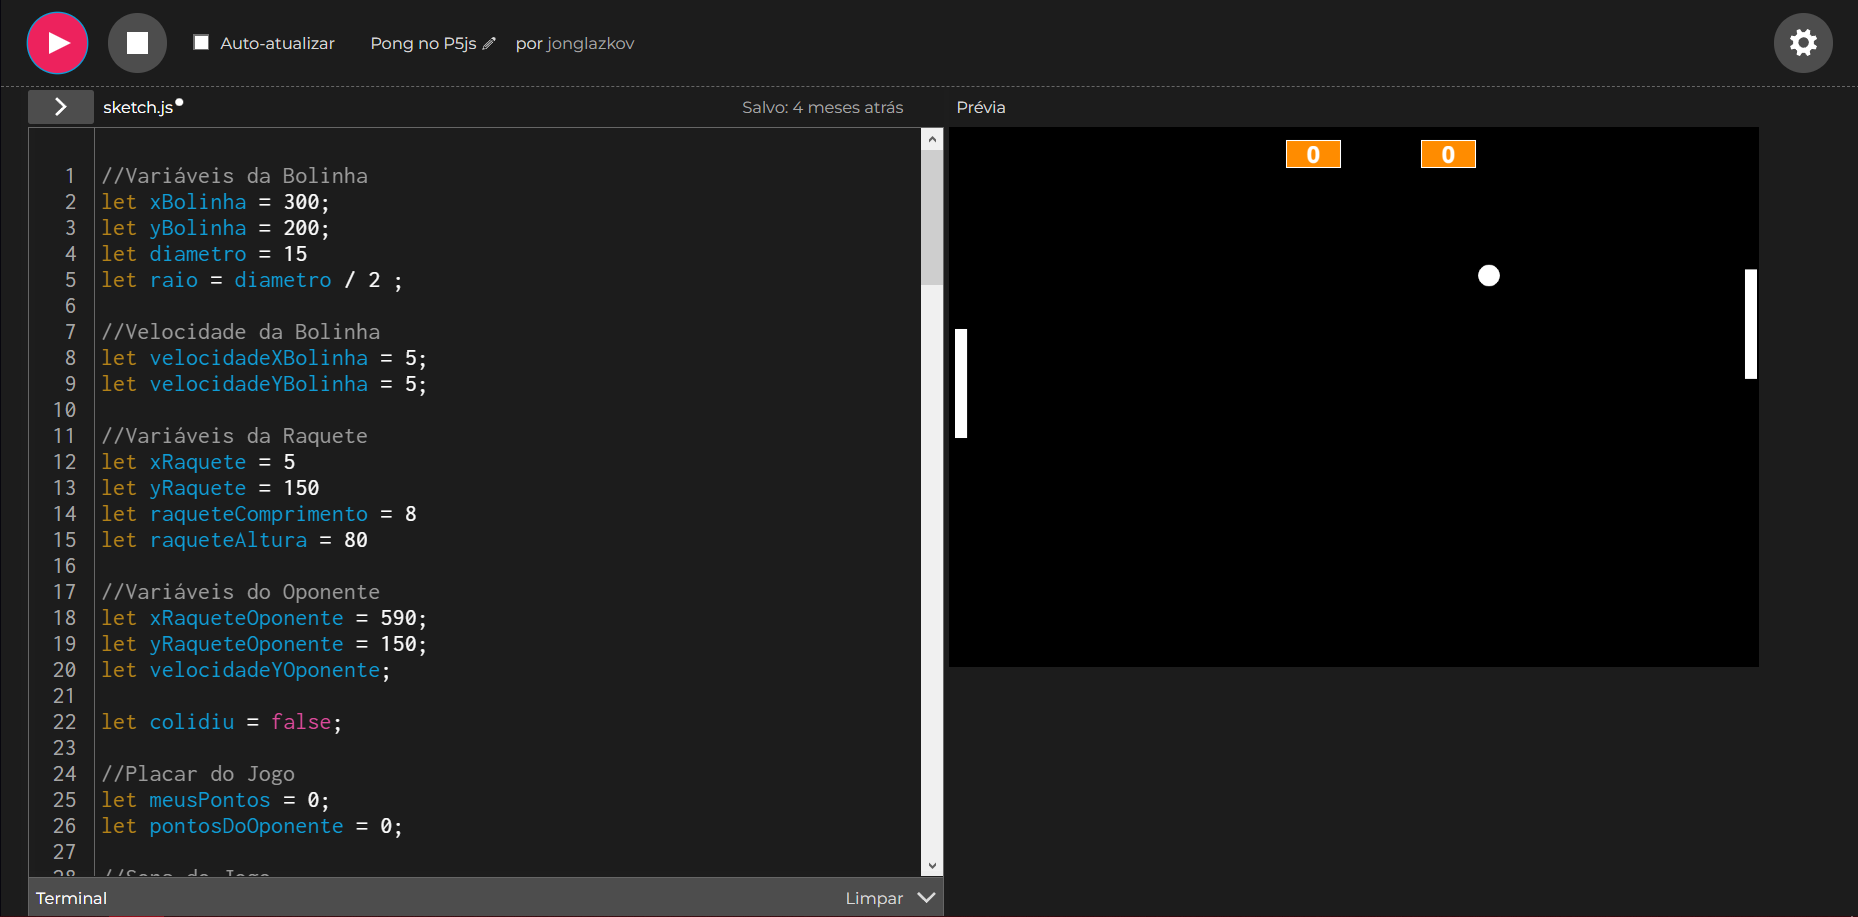 Auto-atualizar Pong no P5js por jonglazkov
sketch.js Salvo: 4 meses atrás Prévia
0 0
1 //Variáveis da Bolinha
2 let xBolinha = 300;
3 let yBolinha = 200;
4 let diametro = 15
5 let raio = diametro / 2 ;
6
7 //Velocidade da Bolinha
8 let velocidadeXBolinha = 5;
9 let velocidadeYBolinha = 5;
10
11 //Variáveis da Raquete
12 let xRaquete = 5
13 let yRaquete = 150
14 let raqueteComprimento = 8
15 let raqueteAltura = 80
16
17 //Variáveis do Oponente
18 let xRaqueteOponente = 590;
19 let yRaqueteOponente = 150;
20 let velocidadeYOponente;
21
22 let colidiu = false;
23
24 //Placar do Jogo
25 let meusPontos = 0;
26 let pontosDoOponente = 0;
27
28
Terminal Limpar